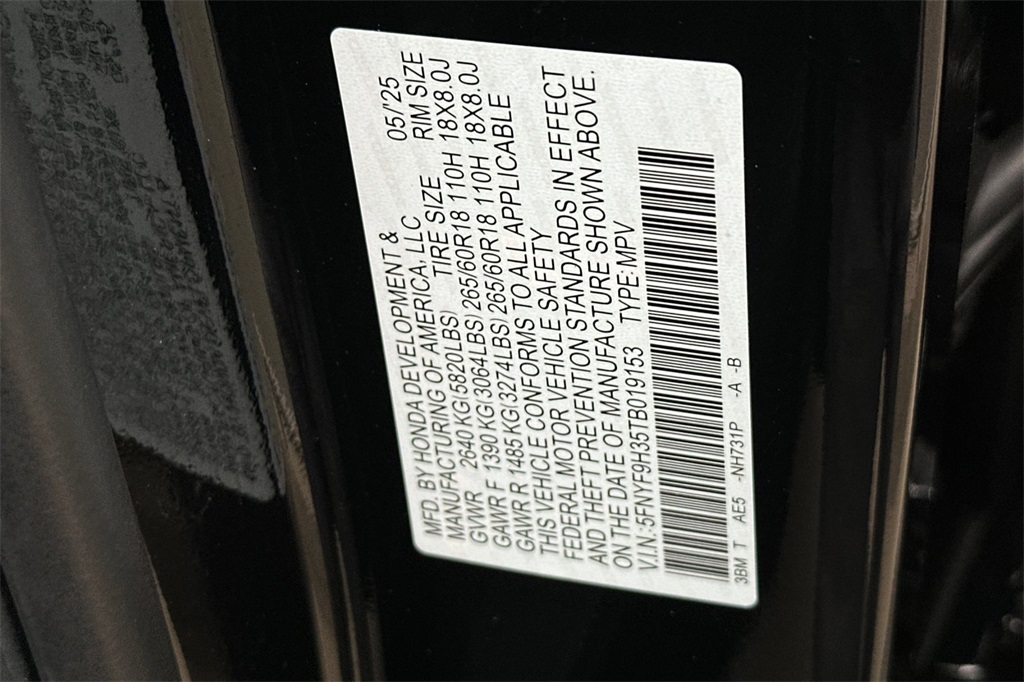 MFD. BY HONDA DEVELOPMENT & 05/'25
MANUFACTURING OF AMERICA, LLC RIM SIZE
GVWR 2640 KG(5820LBS) TIRE SIZE
GAWR F 1390 KG(3064LBS) 265/60R18 110H 18X8.0J
GAWR R 1485 KG(3274LBS) 265/60R18 110H 18X8.0J
THIS VEHICLE CONFORMS TO ALL APPLICABLE
FEDERAL MOTOR VEHICLE SAFETY
AND THEFT PREVENTION STANDARDS IN EFFECT
ON THE DATE OF MANUFACTURE SHOWN ABOVE.
V.I.N.:5FNYF9H35TB019153 TYPE: MPV
3BM T AE5 -NH731P -A -B